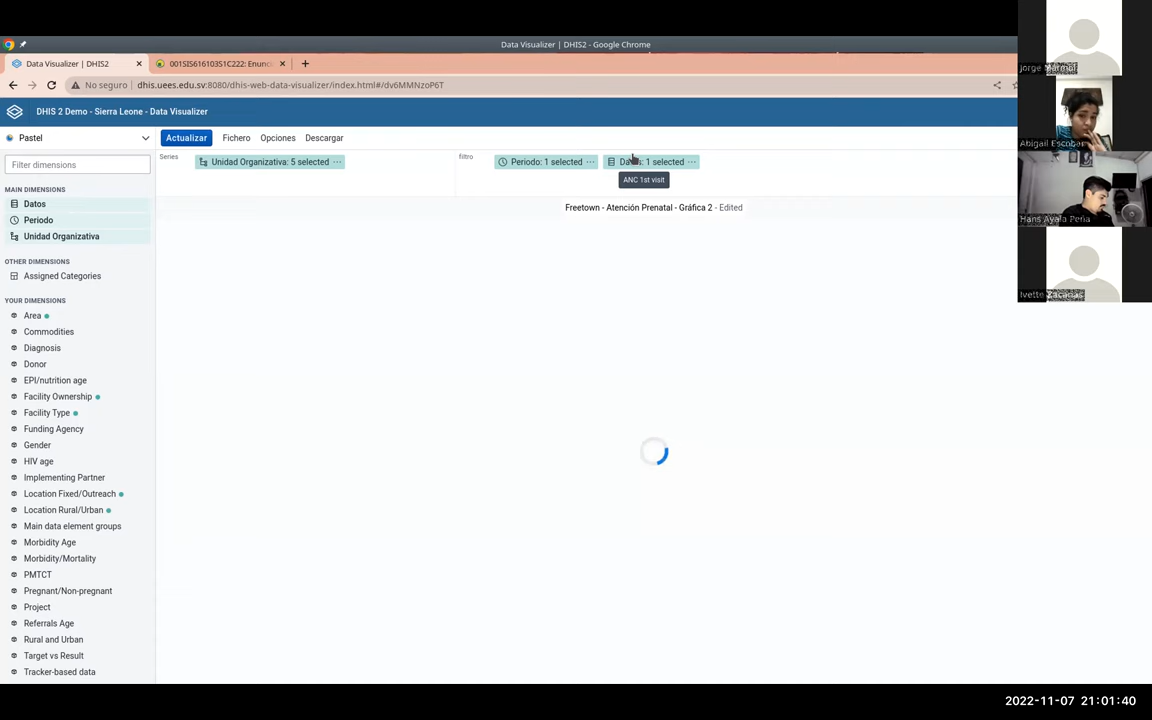 Data Visualizer | DHIS2 - Google Chrome
Data Visualizer | DHIS2
001SIS616103S1C222: Enunc
No seguro
dhis.uees.edu.sv:8080/dhis-web-data-visualizer/index.html#/dv6MMNzoP6T
DHIS 2 Demo - Sierra Leone - Data Visualizer
Pastel
Actualizar Fichero Opciones Descargar
Filter dimensions
Series
Unidad Organizativa: 5 selected
filtro
Periodo: 1 selected
1 selected
ANC 1st visit
MAIN DIMENSIONS
Datos
Periodo
Unidad Organizativa
Freetown - Atención Prenatal - Gráfica 2 - Edited
OTHER DIMENSIONS
Assigned Categories
YOUR DIMENSIONS
Area
Commodities
Diagnosis
Donor
EPI/nutrition age
Facility Ownership
Facility Type
Funding Agency
Gender
HIV age
Implementing Partner
Location Fixed/Outreach
Location Rural/Urban
Main data element groups
Morbidity Age
Morbidity/Mortality
PMTCT
Pregnant/Non-pregnant
Project
Referrals Age
Rural and Urban
Target vs Result
Tracker-based data
Abigail Escobar
Hans Ayala Peña
Ivette
2022-11-07 21:01:40